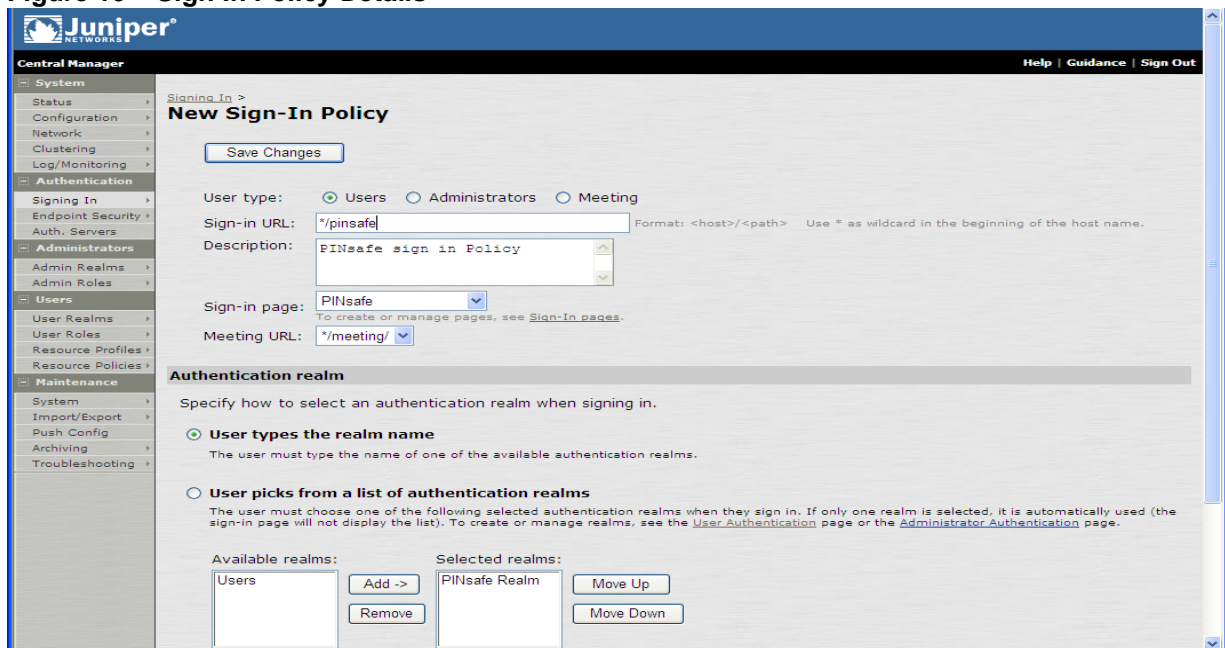 Juniper®
NETWORKS
Central Manager
Help | Guidance | Sign Out
System
Status
Configuration
Network
Clustering
Log/Monitoring
Authentication
Signing In
Endpoint Security
Auth. Servers
Administrators
Admin Realms
Admin Roles
Users
User Realms
User Roles
Resource Profiles
Resource Policies
Maintenance
System
Import/Export
Push Config
Archiving
Troubleshooting
Signing In >
New Sign-In Policy
Save Changes
User type: Users Administrators Meeting
Sign-in URL: */pinsafe Format: <host>/<path> Use * as wildcard in the beginning of the host name.
Description: PINsafe sign in Policy
Sign-in page: PINsafe
To create or manage pages, see Sign-In pages.
Meeting URL: */meeting/
Authentication realm
Specify how to select an authentication realm when signing in.
User types the realm name
The user must type the name of one of the available authentication realms.
User picks from a list of authentication realms
The user must choose one of the following selected authentication realms when they sign in. If only one realm is selected, it is automatically used (the
sign-in page will not display the list). To create or manage realms, see the User Authentication page or the Administrator Authentication page.
Available realms: Selected realms:
Users Add -> PINsafe Realm Move Up
Remove Move Down